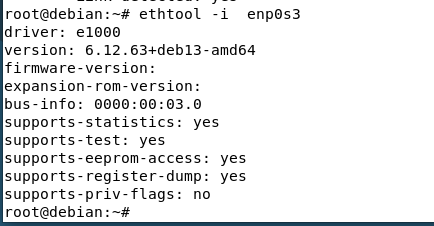 root@debian:~# ethtool -i  enp0s3
driver: e1000
version: 6.12.63+deb13-amd64
firmware-version:
expansion-rom-version:
bus-info: 0000:00:03.0
supports-statistics: yes
supports-test: yes
supports-eeprom-access: yes
supports-register-dump: yes
supports-priv-flags: no
root@debian:~#